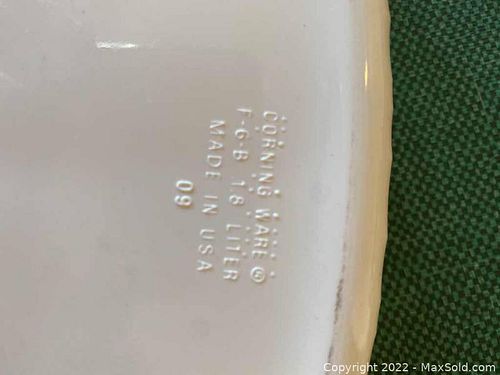 CORNING WARE®
F-6-B 1.8 LITER
MADE IN USA
09
Copyright 2022 - MaxSold.com